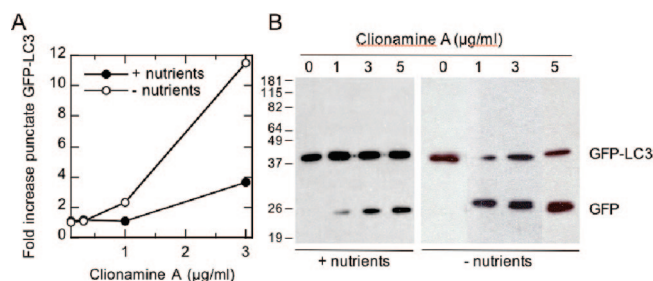 A
Fold increase punctate GFP-LC3
12
10
8
6
4
2
0
+ nutrients
- nutrients
1
2
3
Clionamine A (µg/ml)
B
Clionamine A (µg/ml)
0 1 3 5 0 1 3 5
181
115
82
64
49
37
26
19
GFP-LC3
GFP
+ nutrients
- nutrients